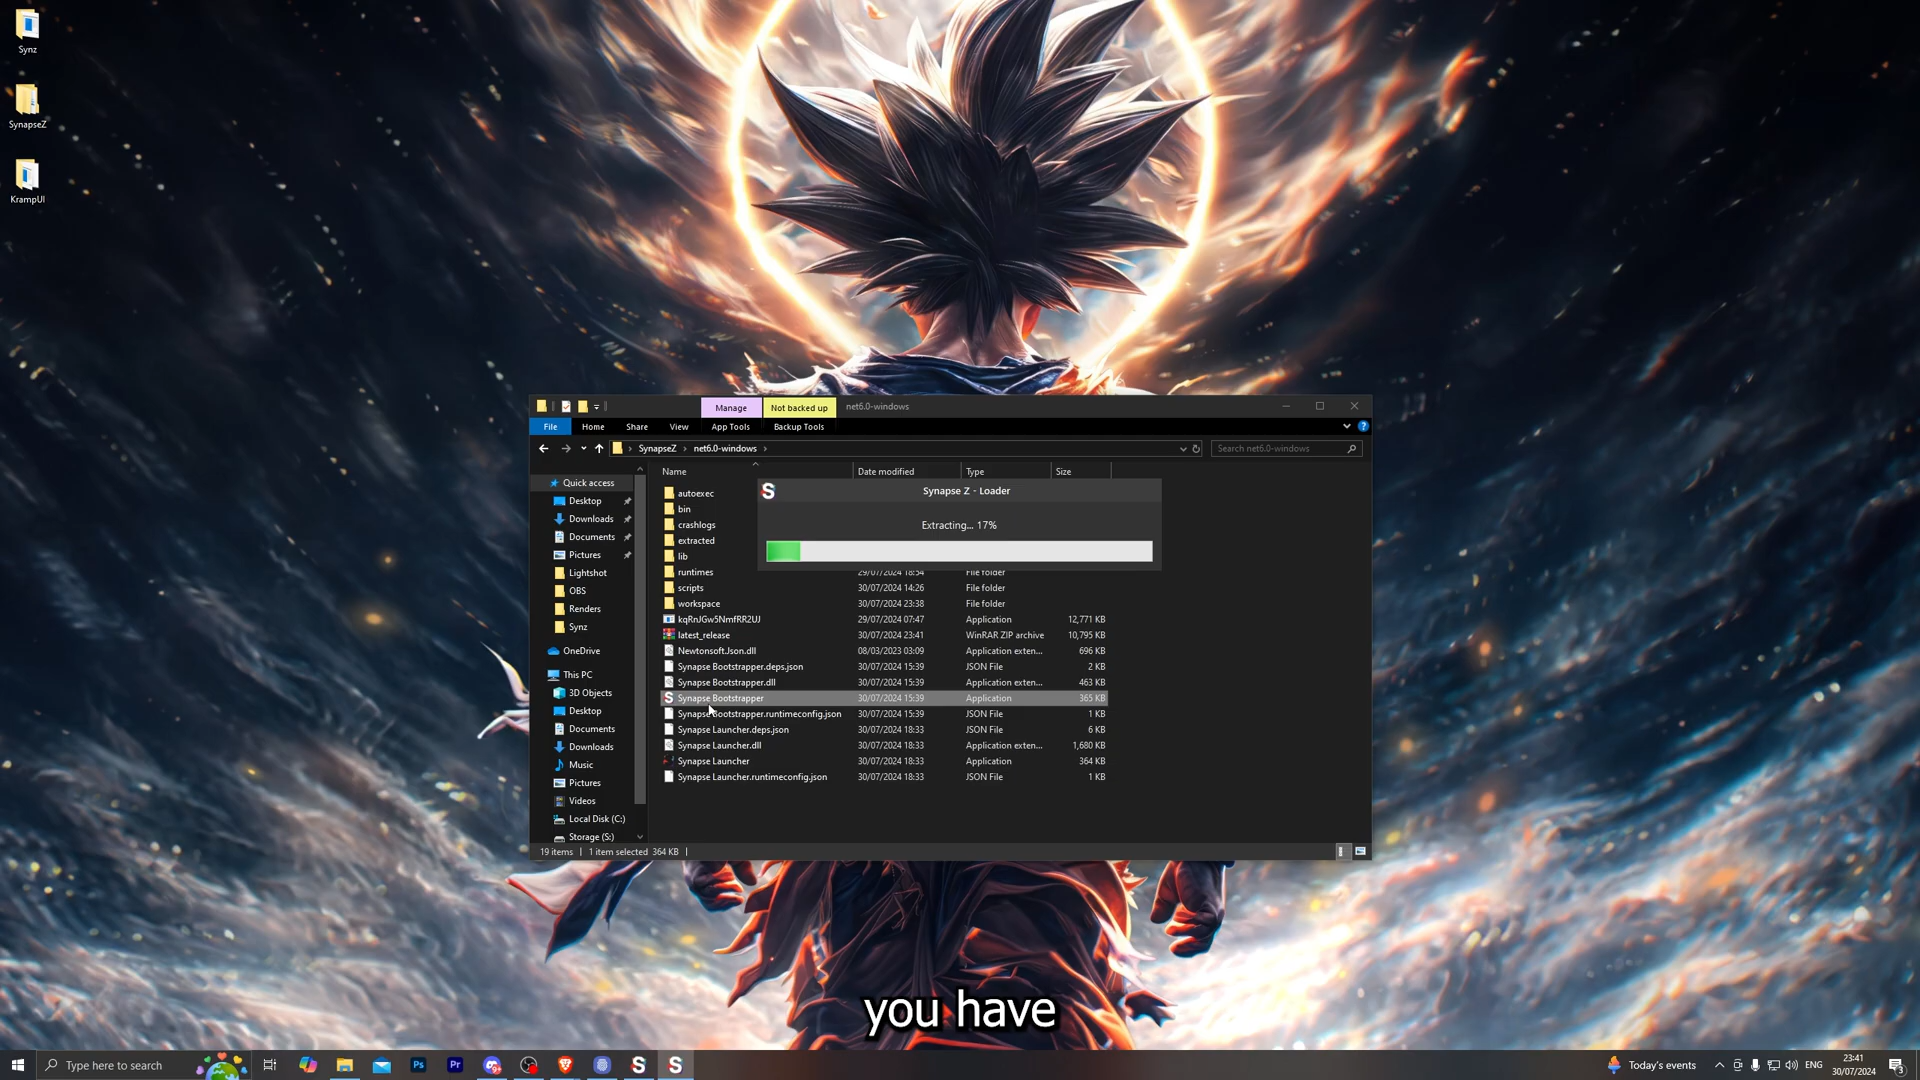 Synz
SynapseZ
KrampUI
Manage
Not backed up
net6.0-windows
File
Home
Share
View
App Tools
Backup Tools
SynapseZ
net6.0-windows
Search net6.0-windows
Quick access
Desktop
Downloads
Documents
Pictures
Lightshot
OBS
Renders
Synz
OneDrive
This PC
3D Objects
Desktop
Documents
Downloads
Music
Pictures
Videos
Local Disk (C:)
Storage (S:)
Name Date modified Type Size
autoexec
bin
crashlogs
extracted
lib
Synapse Z - Loader
Extracting... 17%
runtimes 29/07/2024 18:54 File folder
scripts 30/07/2024 14:26 File folder
workspace 30/07/2024 23:38 File folder
kqRnJGw5NmfRR2UJ 29/07/2024 07:47 Application 12,771 KB
latest_release 30/07/2024 23:41 WinRAR ZIP archive 10,795 KB
Newtonsoft.Json.dll 08/03/2023 03:09 Application exten... 696 KB
Synapse Bootstrapper.deps.json 30/07/2024 15:39 JSON File 2 KB
Synapse Bootstrapper.dll 30/07/2024 15:39 Application exten... 463 KB
Synapse Bootstrapper 30/07/2024 15:39 Application 365 KB
Synapse Bootstrapper.runtimeconfig.json 30/07/2024 15:39 JSON File 1 KB
Synapse Launcher.deps.json 30/07/2024 18:33 JSON File 6 KB
Synapse Launcher.dll 30/07/2024 18:33 Application exten... 1,680 KB
Synapse Launcher 30/07/2024 18:33 Application 364 KB
Synapse Launcher.runtimeconfig.json 30/07/2024 18:33 JSON File 1 KB
19 items
1 item selected 364 KB
you have
Type here to search
Ps
Pr
Today's events
ENG
23:41
30/07/2024
3